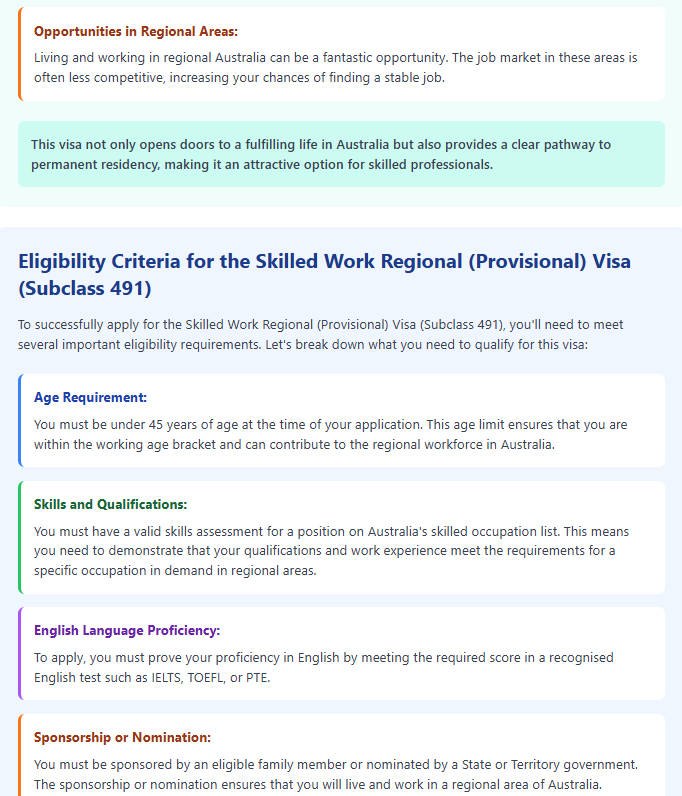 Opportunities in Regional Areas:
Living and working in regional Australia can be a fantastic opportunity. The job market in these areas is
often less competitive, increasing your chances of finding a stable job.
This visa not only opens doors to a fulfilling life in Australia but also provides a clear pathway to
permanent residency, making it an attractive option for skilled professionals.
Eligibility Criteria for the Skilled Work Regional (Provisional) Visa
(Subclass 491)
To successfully apply for the Skilled Work Regional (Provisional) Visa (Subclass 491), you'll need to meet
several important eligibility requirements. Let's break down what you need to qualify for this visa:
Age Requirement:
You must be under 45 years of age at the time of your application. This age limit ensures that you are
within the working age bracket and can contribute to the regional workforce in Australia.
Skills and Qualifications:
You must have a valid skills assessment for a position on Australia's skilled occupation list. This means
you need to demonstrate that your qualifications and work experience meet the requirements for a
specific occupation in demand in regional areas.
English Language Proficiency:
To apply, you must prove your proficiency in English by meeting the required score in a recognised
English test such as IELTS, TOEFL, or PTE.
Sponsorship or Nomination:
You must be sponsored by an eligible family member or nominated by a State or Territory government.
The sponsorship or nomination ensures that you will live and work in a regional area of Australia.